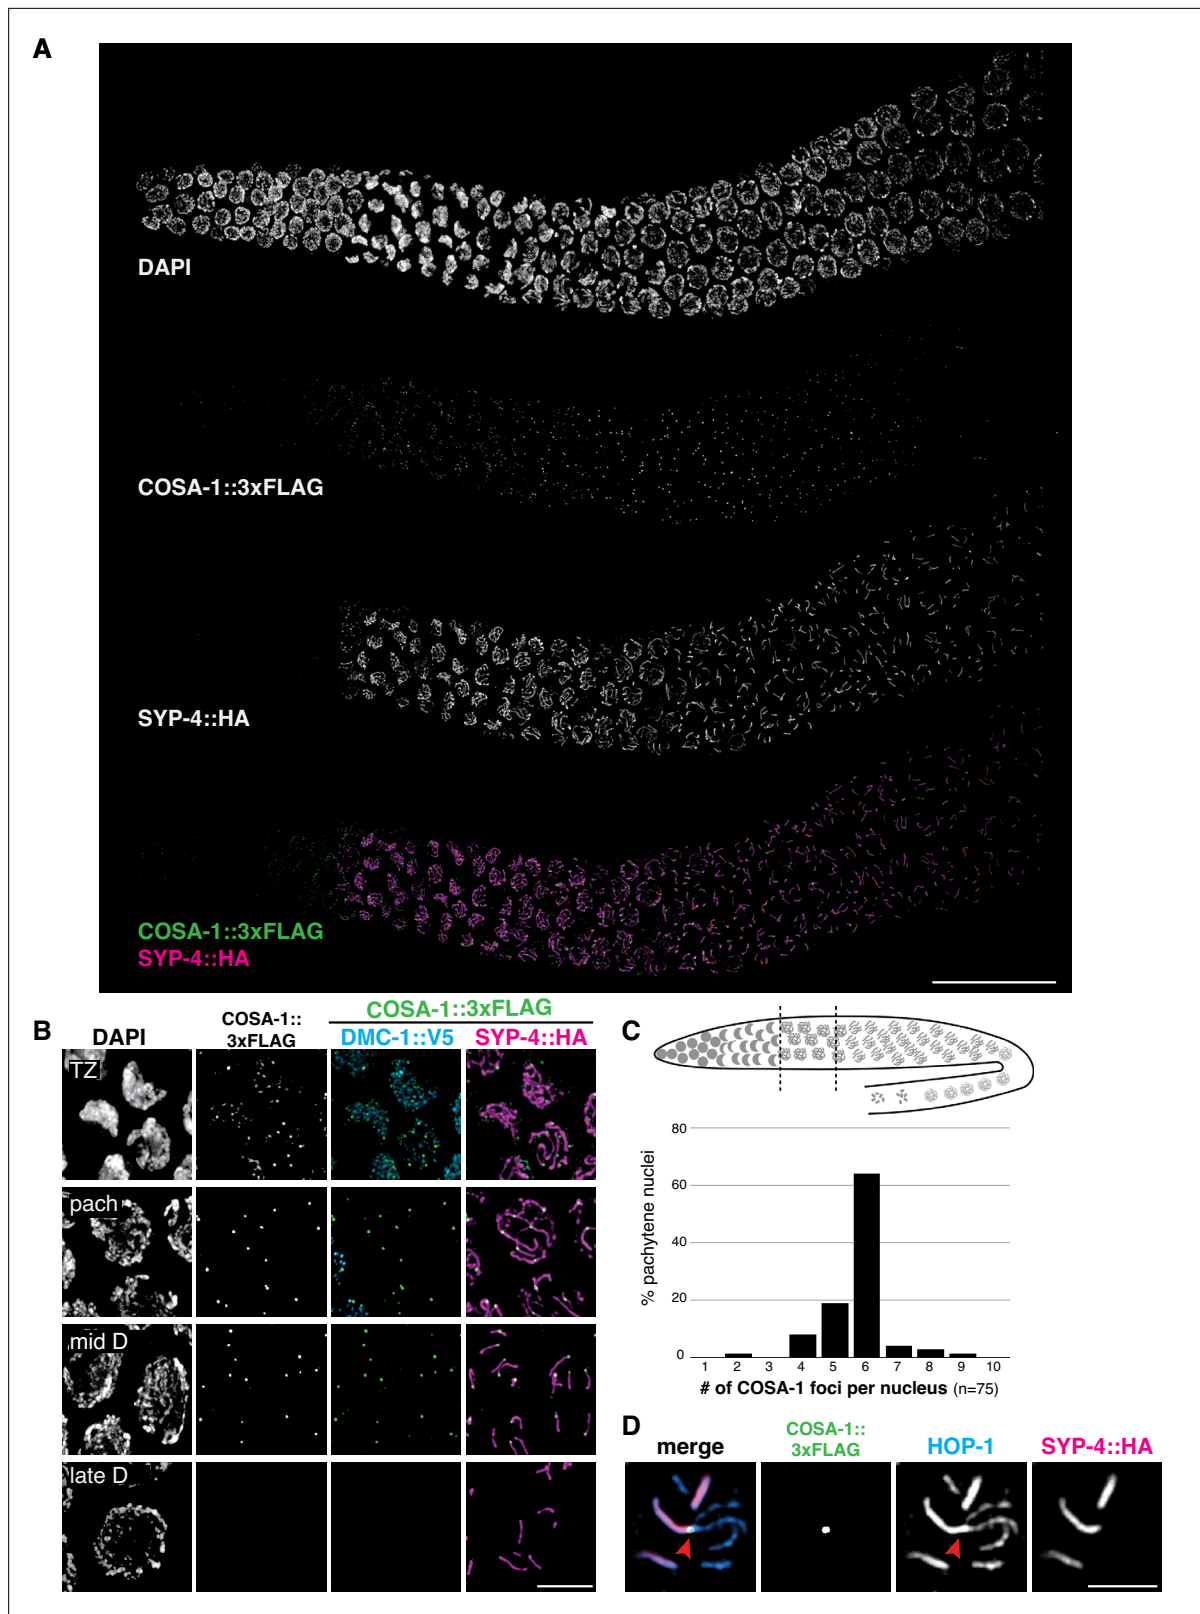 A
DAPI
COSA-1::3xFLAG
SYP-4::HA
COSA-1::3xFLAG
SYP-4::HA
B
DAPI
COSA-1::
3xFLAG
COSA-1::3xFLAG
DMC-1::V5
SYP-4::HA
TZ
pach
mid D
late D
C
% pachytene nuclei
80
60
40
20
0
1 2 3 4 5 6 7 8 9 10
# of COSA-1 foci per nucleus (n=75)
D
merge
COSA-1::
3xFLAG
HOP-1
SYP-4::HA